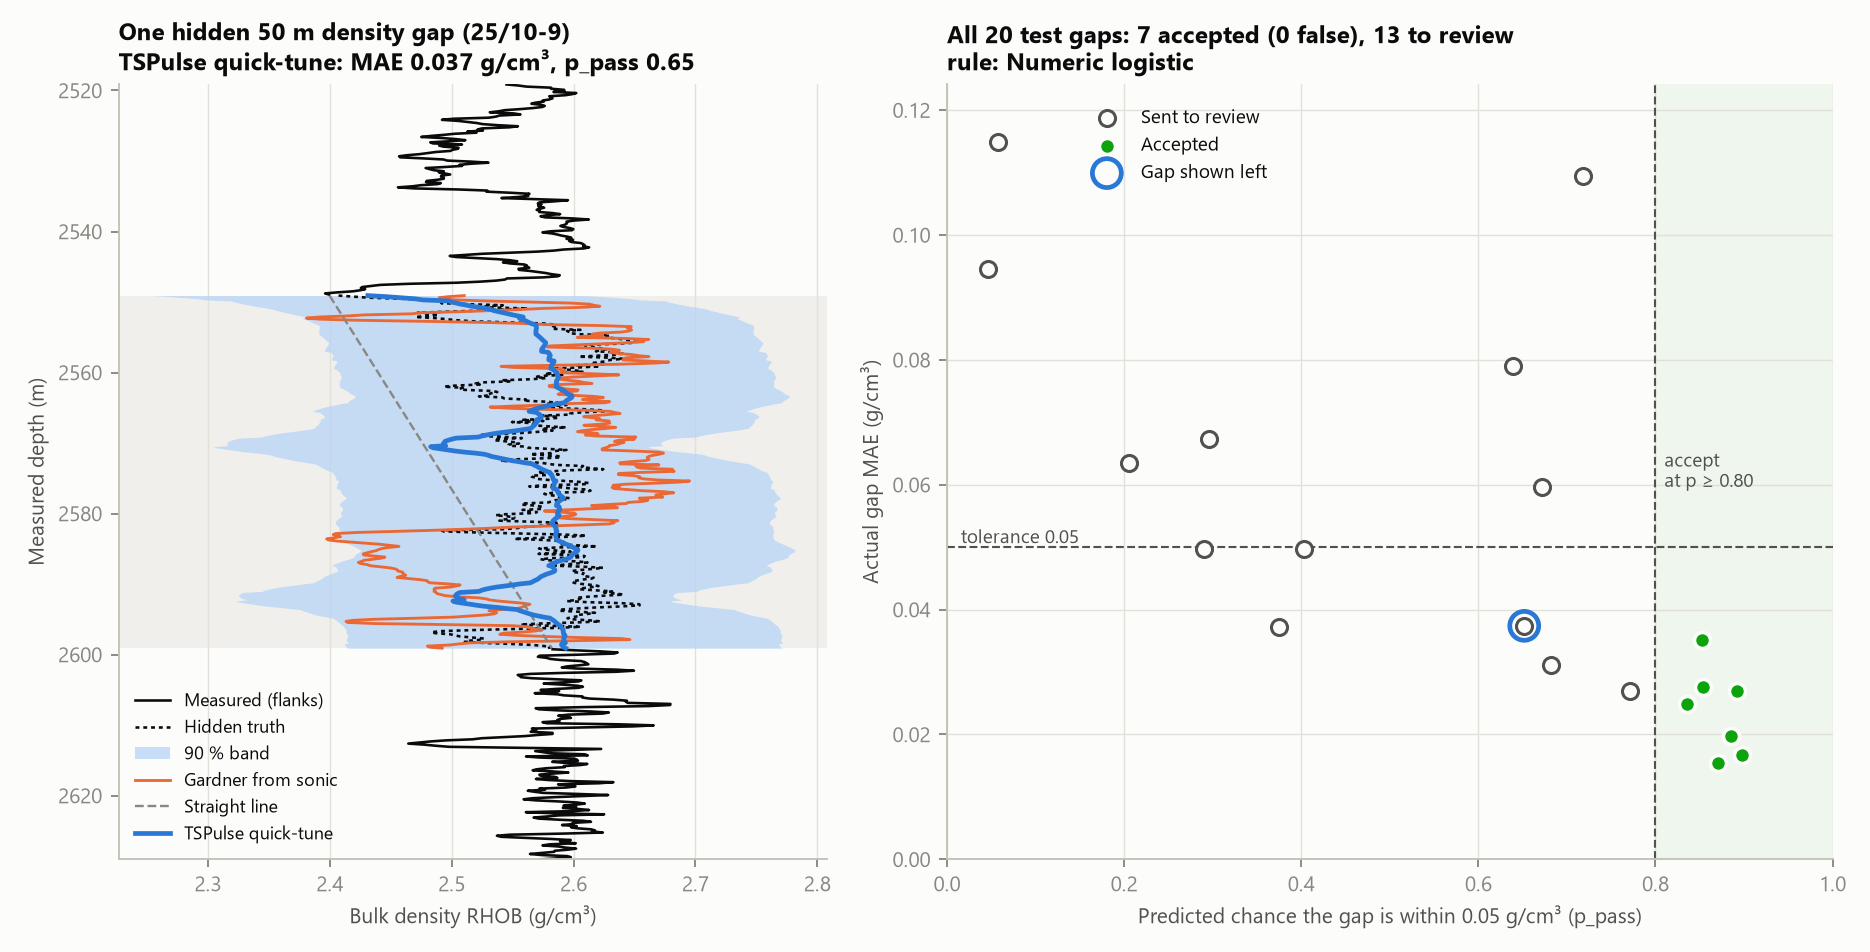 One hidden 50 m density gap (25/10-9)
TSPulse quick-tune: MAE 0.037 g/cm³, p_pass 0.65
2520
2540
2560
2580
2600
2620
Measured depth (m)
Measured (flanks)
Hidden truth
90 % band
Gardner from sonic
Straight line
TSPulse quick-tune
2.3
2.4
2.5
2.6
2.7
2.8
Bulk density RHOB (g/cm³)
All 20 test gaps: 7 accepted (0 false), 13 to review
rule: Numeric logistic
0.12
0.10
0.08
0.06
0.04
0.02
0.00
Actual gap MAE (g/cm³)
Sent to review
Accepted
Gap shown left
accept
at p ≥ 0.80
tolerance 0.05
0.0
0.2
0.4
0.6
0.8
1.0
Predicted chance the gap is within 0.05 g/cm³ (p_pass)